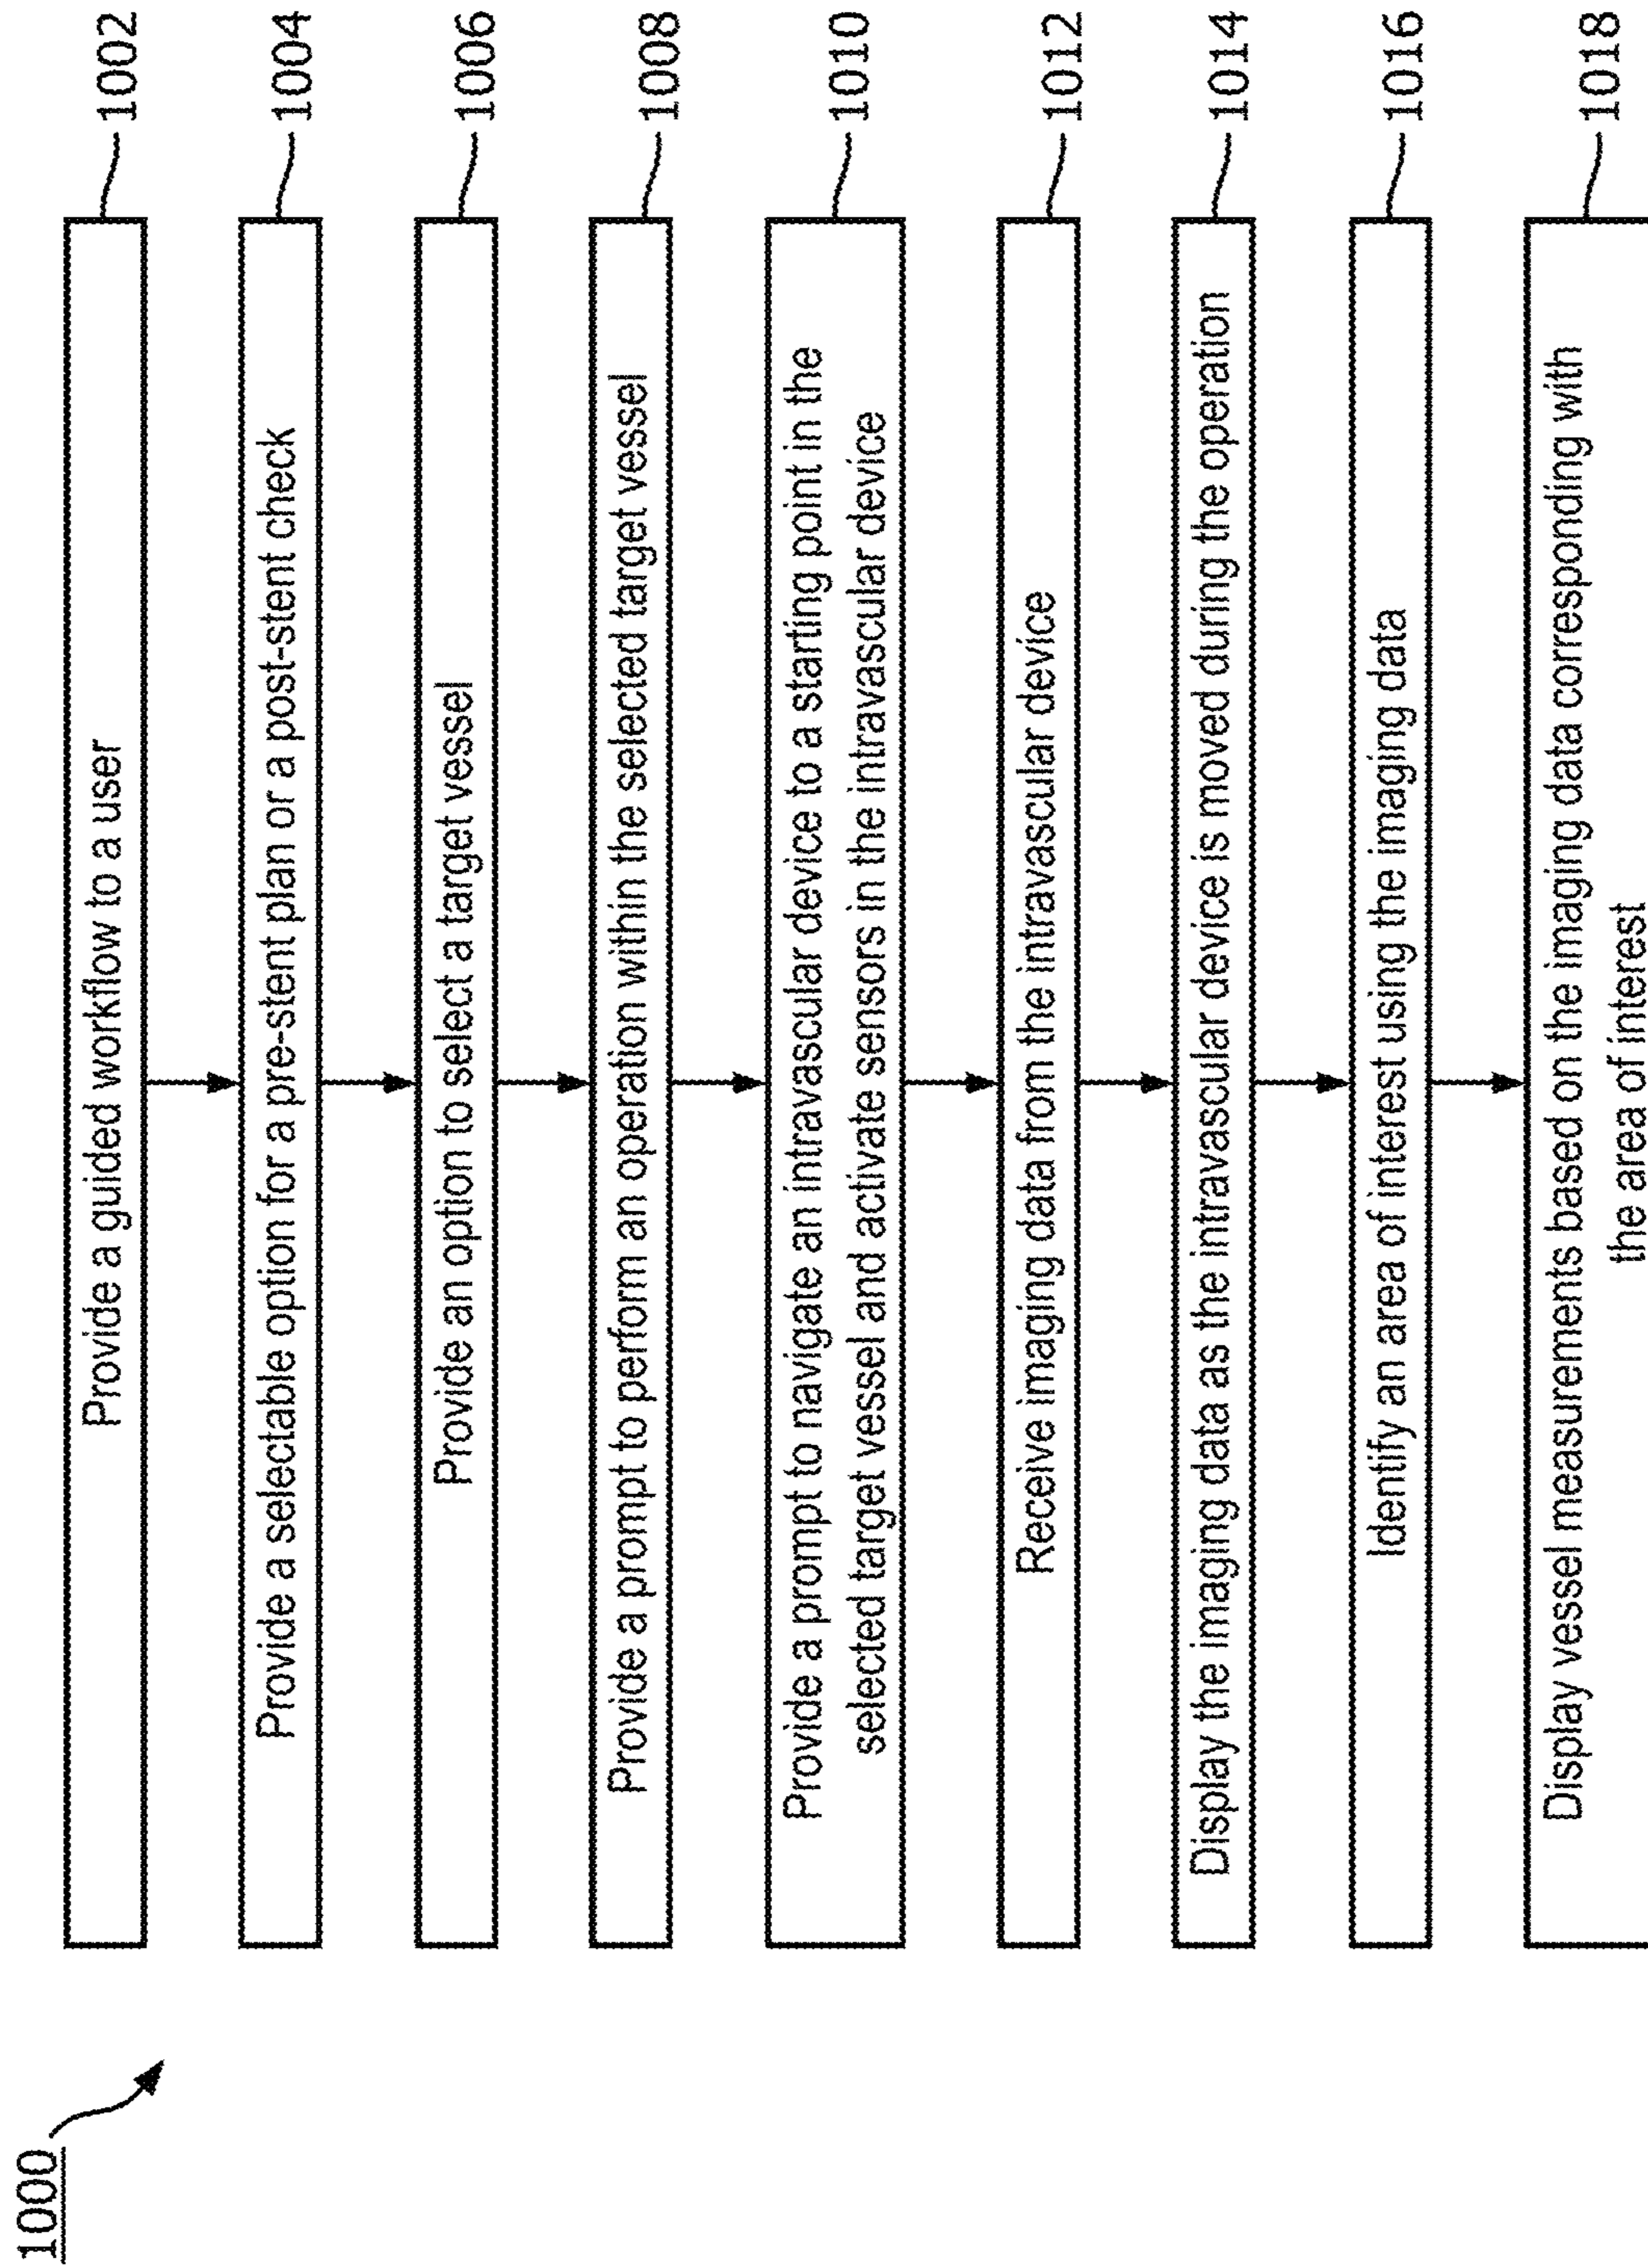 1000
Provide a guided workflow to a user
1002
Provide a selectable option for a pre-stent plan or a post-stent check
1004
Provide an option to select a target vessel
1006
Provide a prompt to perform an operation within the selected target vessel
1008
Provide a prompt to navigate an intravascular device to a starting point in the
selected target vessel and activate sensors in the intravascular device
1010
Receive imaging data from the intravascular device
1012
Display the imaging data as the intravascular device is moved during the operation
1014
Identify an area of interest using the imaging data
1016
Display vessel measurements based on the imaging data corresponding with
the area of interest
1018